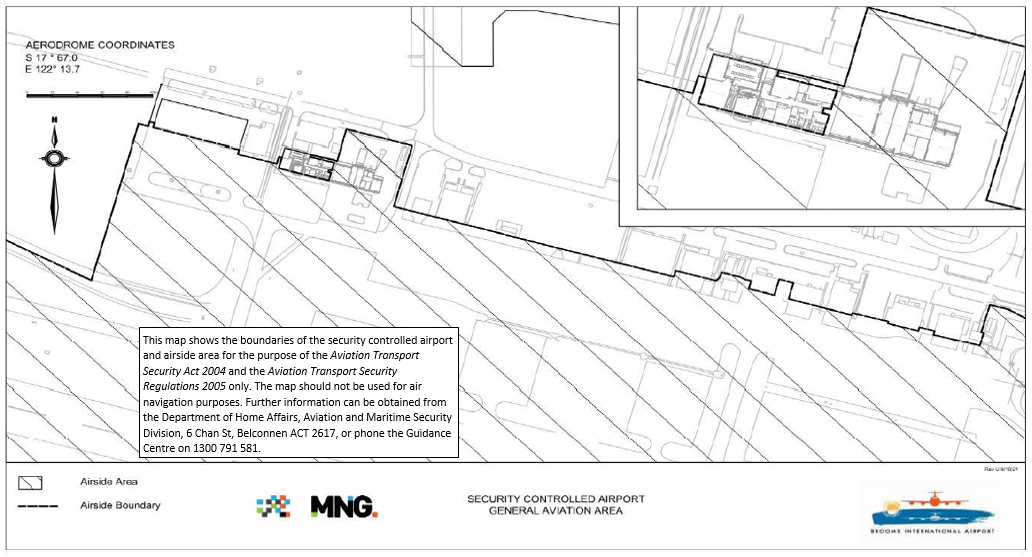 AERODROME COORDINATES
S 17 ° 67.0
E 122° 13.7
N
This map shows the boundaries of the security controlled airport
and airside area for the purpose of the Aviation Transport
Security Act 2004 and the Aviation Transport Security
Regulations 2005 only. The map should not be used for air
navigation purposes. Further information can be obtained from
the Department of Home Affairs, Aviation and Maritime Security
Division, 6 Chan St, Belconnen ACT 2617, or phone the Guidance
Centre on 1300 791 581.
Airside Area
Airside Boundary
MNG.
SECURITY CONTROLLED AIRPORT
GENERAL AVIATION AREA
BROOME INTERNATIONAL AIRPORT